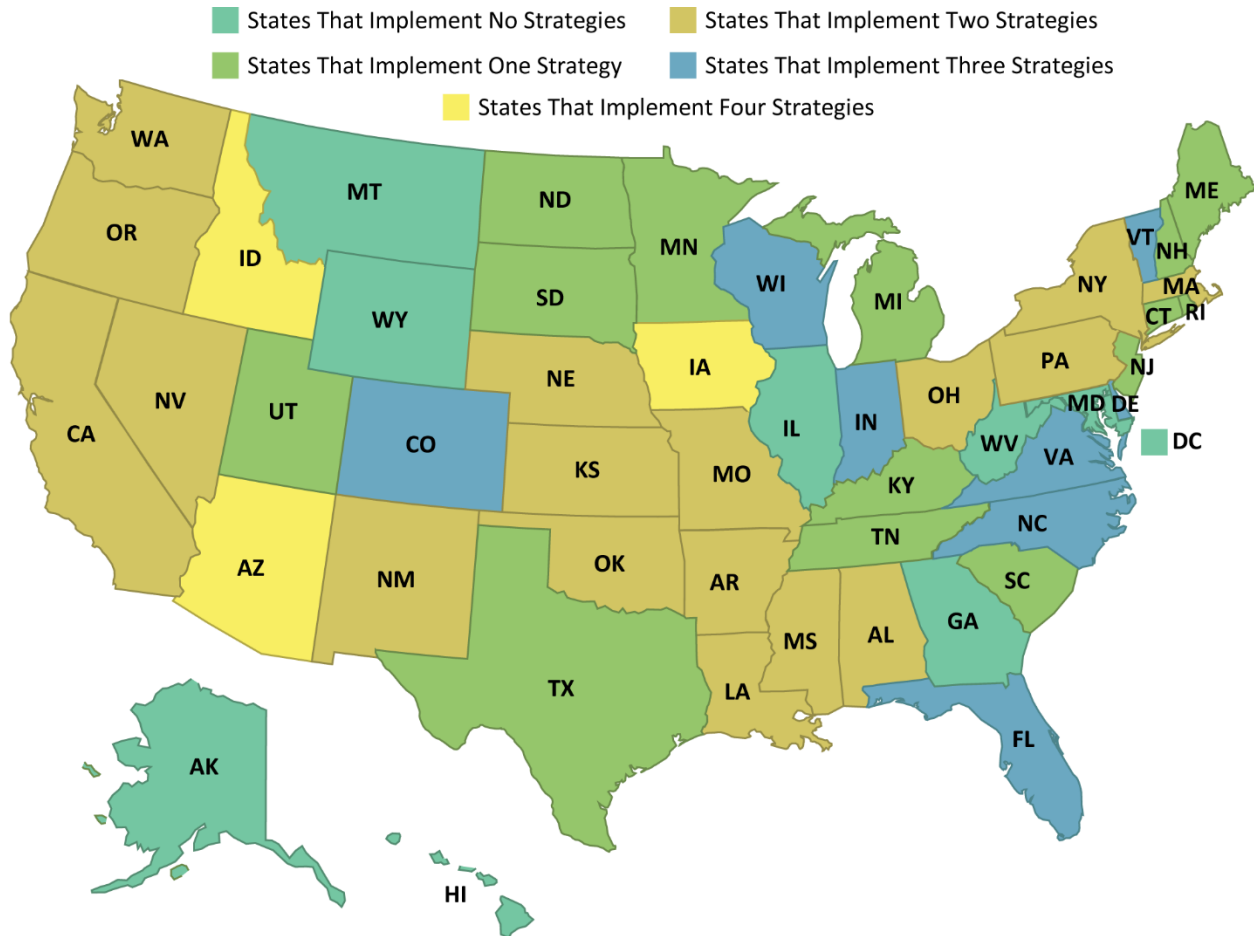 States That Implement No Strategies
States That Implement Two Strategies
States That Implement One Strategy
States That Implement Three Strategies
States That Implement Four Strategies
WA
MT
ND
MN
ME
OR
ID
VT
NH
WI
NY
MA
SD
MI
CT
RI
WY
PA
NJ
IA
NE
OH
MD
DE
NV
UT
IL
IN
WV
DC
CA
CO
VA
KS
MO
KY
NC
TN
AZ
OK
SC
NM
AR
GA
MS
AL
TX
LA
FL
AK
HI